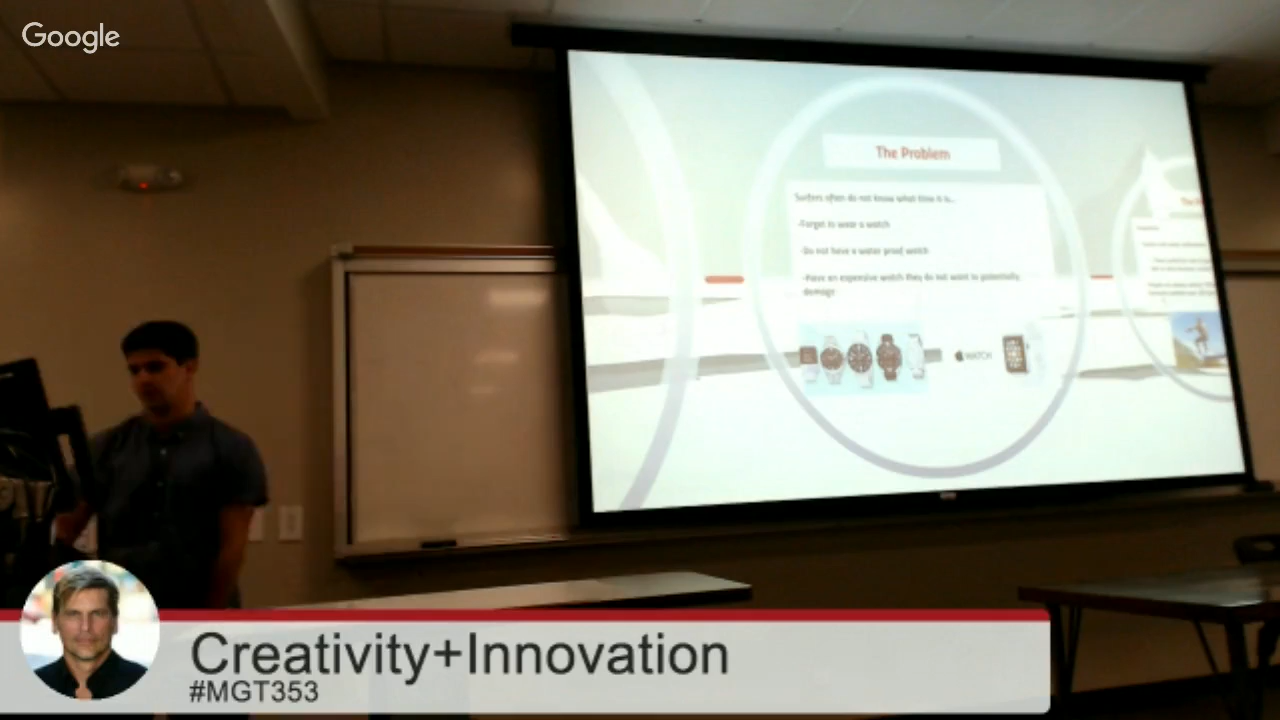 Google
The Problem
Surfers often do not know what time it is...
-Forget to wear a watch
-Do not have a water proof watch
-Have an expensive watch they do not want to potentially
damage
WATCH
Creativity+Innovation
#MGT353